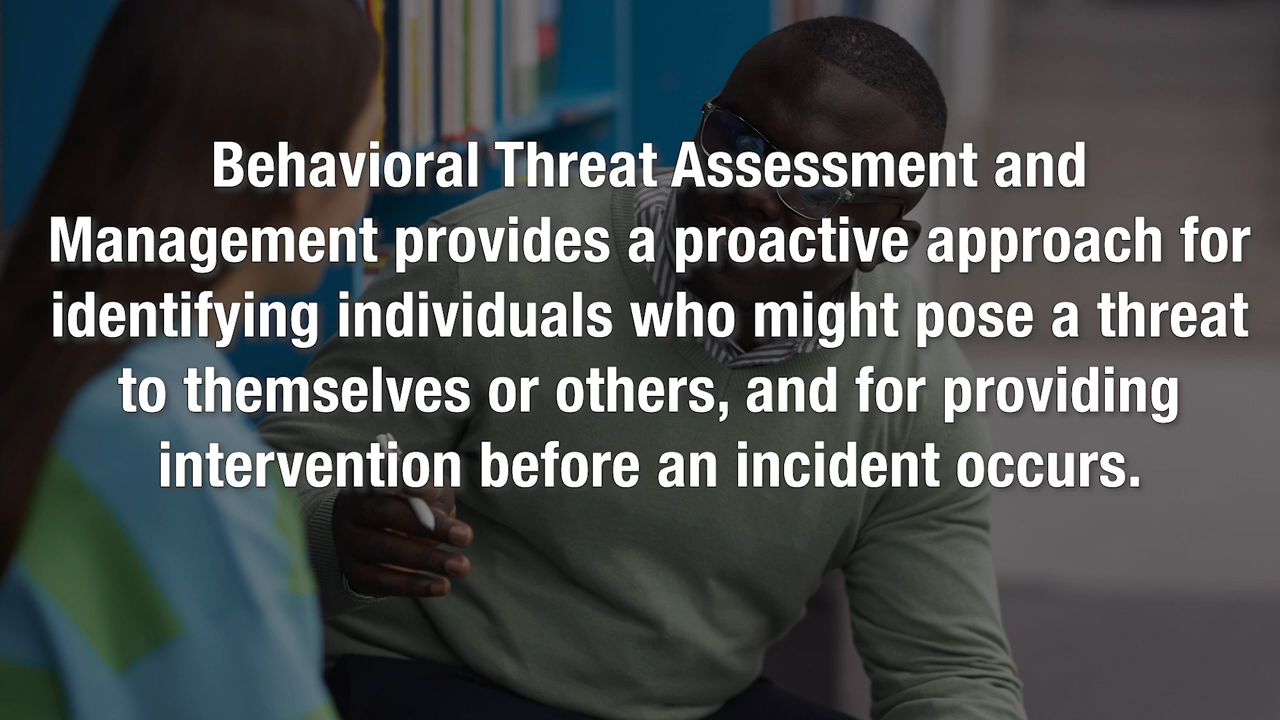 Behavioral Threat Assessment and
Management provides a proactive approach for
identifying individuals who might pose a threat
to themselves or others, and for providing
intervention before an incident occurs.